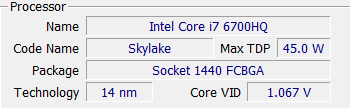 Processor
Name Intel Core i7 6700HQ
Code Name Skylake Max TDP 45.0 W
Package Socket 1440 FCBGA
Technology 14 nm Core VID 1.067 V